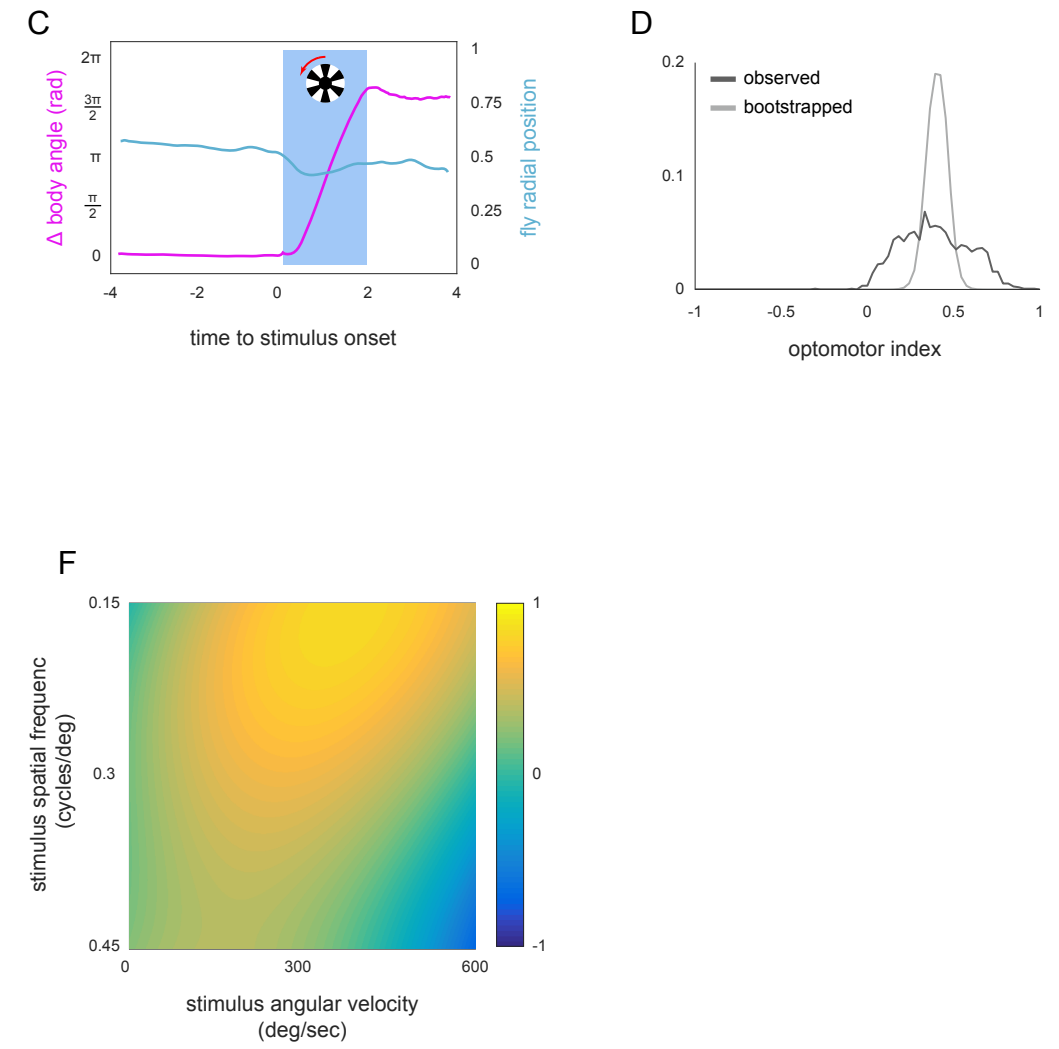 C
Δ body angle (rad)
2π
3π/2
π
π/2
0
1
0.75
0.5
0.25
0
fly radial position
-4 -2 0 2 4
time to stimulus onset
D
0.2
0.1
0
observed
bootstrapped
-1 -0.5 0 0.5 1
optomotor index
F
stimulus spatial frequenc
(cycles/deg)
0.15
0.3
0.45
0 300 600
stimulus angular velocity
(deg/sec)
1
0
-1